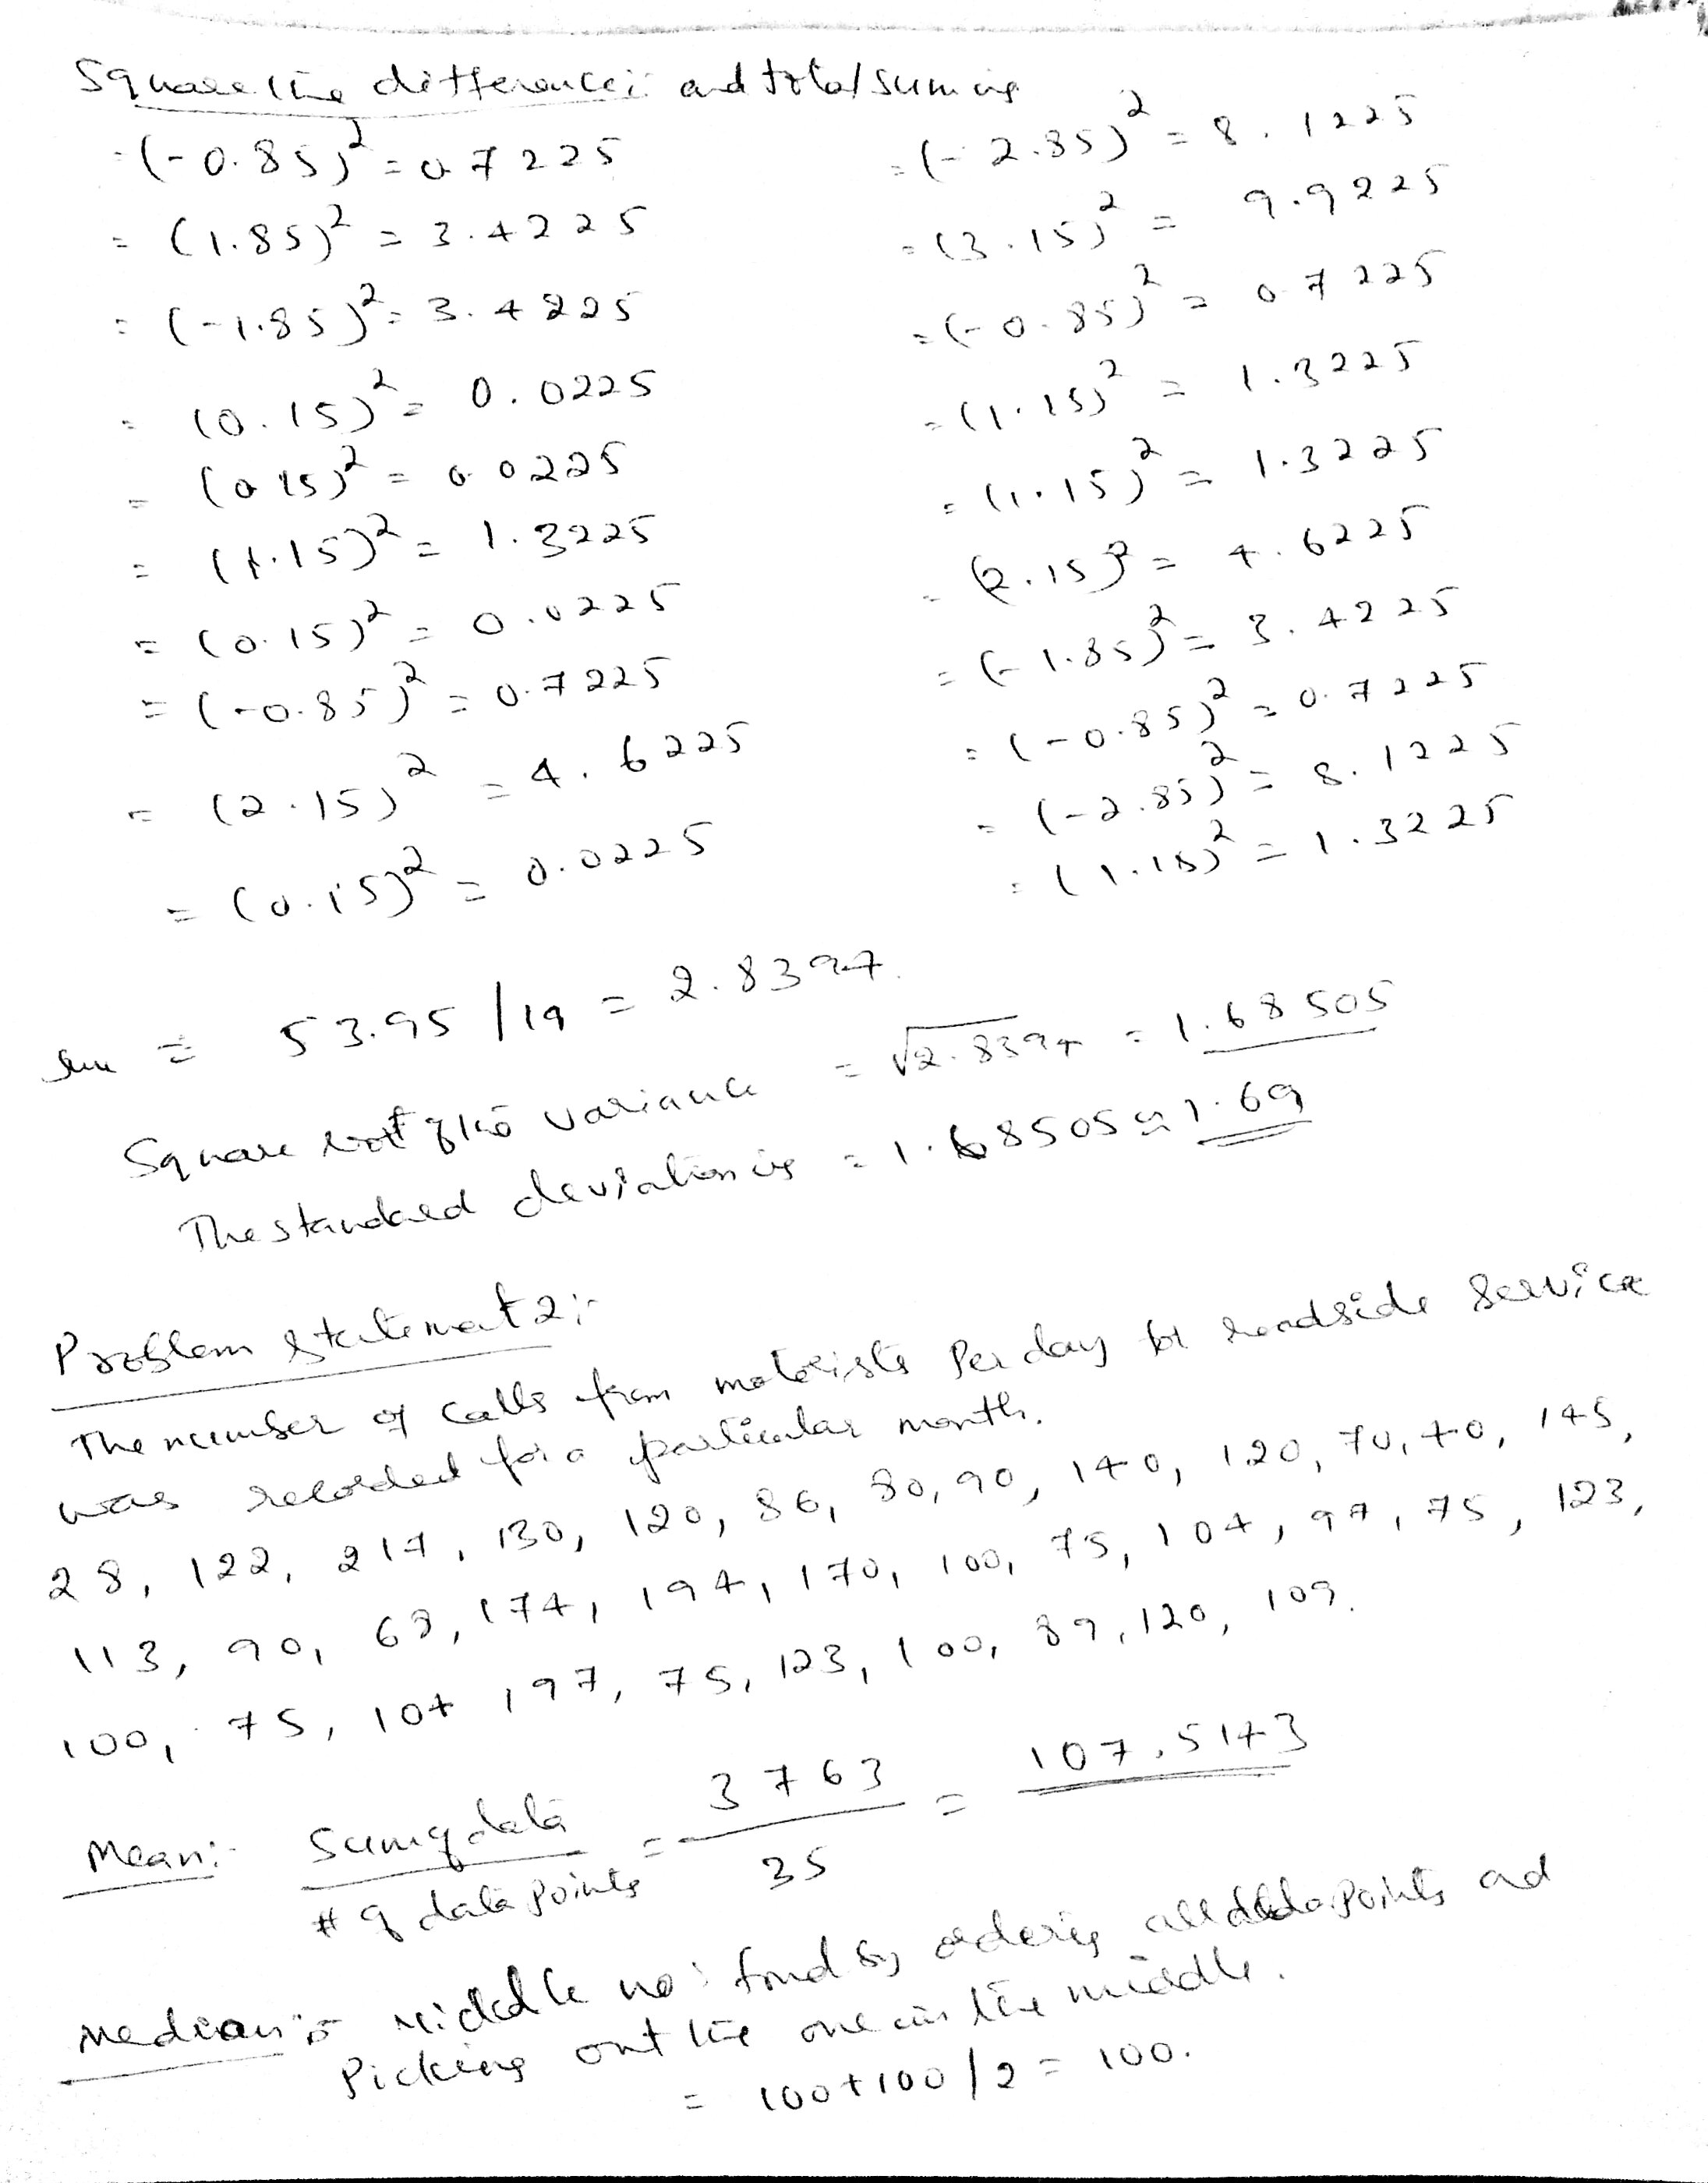 Square the difference:- and total summing
= (-0.85)² = 0.7225
= (1.85)² = 3.4225
= (-1.85)² = 3.4225
= (0.15)² = 0.0225
= (0.15)² = 0.0225
= (1.15)² = 1.3225
= (0.15)² = 0.0225
= (-0.85)² = 0.7225
= (2.15)² = 4.6225
= (0.15)² = 0.0225
= (-2.85)² = 8.1225
= (3.15)² = 9.9225
= (-0.85)² = 0.7225
= (1.15)² = 1.3225
= (1.15)² = 1.3225
= (2.15)² = 4.6225
= (-1.85)² = 3.4225
= (-0.85)² = 0.7225
= (-2.85)² = 8.1225
= (1.15)² = 1.3225
Sum = 53.95 / 19 = 2.8394
Square root of the variance = √2.8394 = 1.68505
The standard deviation is = 1.68505 ≈ 1.69
Problem Statement 2:-
The number of calls from motorists per day for roadside service
was recorded for a particular month.
28, 122, 217, 130, 120, 86, 80, 90, 140, 120, 70, 40, 145,
113, 90, 68, 174, 194, 170, 100, 75, 104, 97, 75, 123,
100, 75, 104, 97, 75, 123, 100, 89, 120, 109.
Mean:- Sum of data / # of data points = 3763 / 35 = 107.5143
Median:- Middle no: found by ordering all data points and
Picking out the one in the middle.
= 100+100/2 = 100.